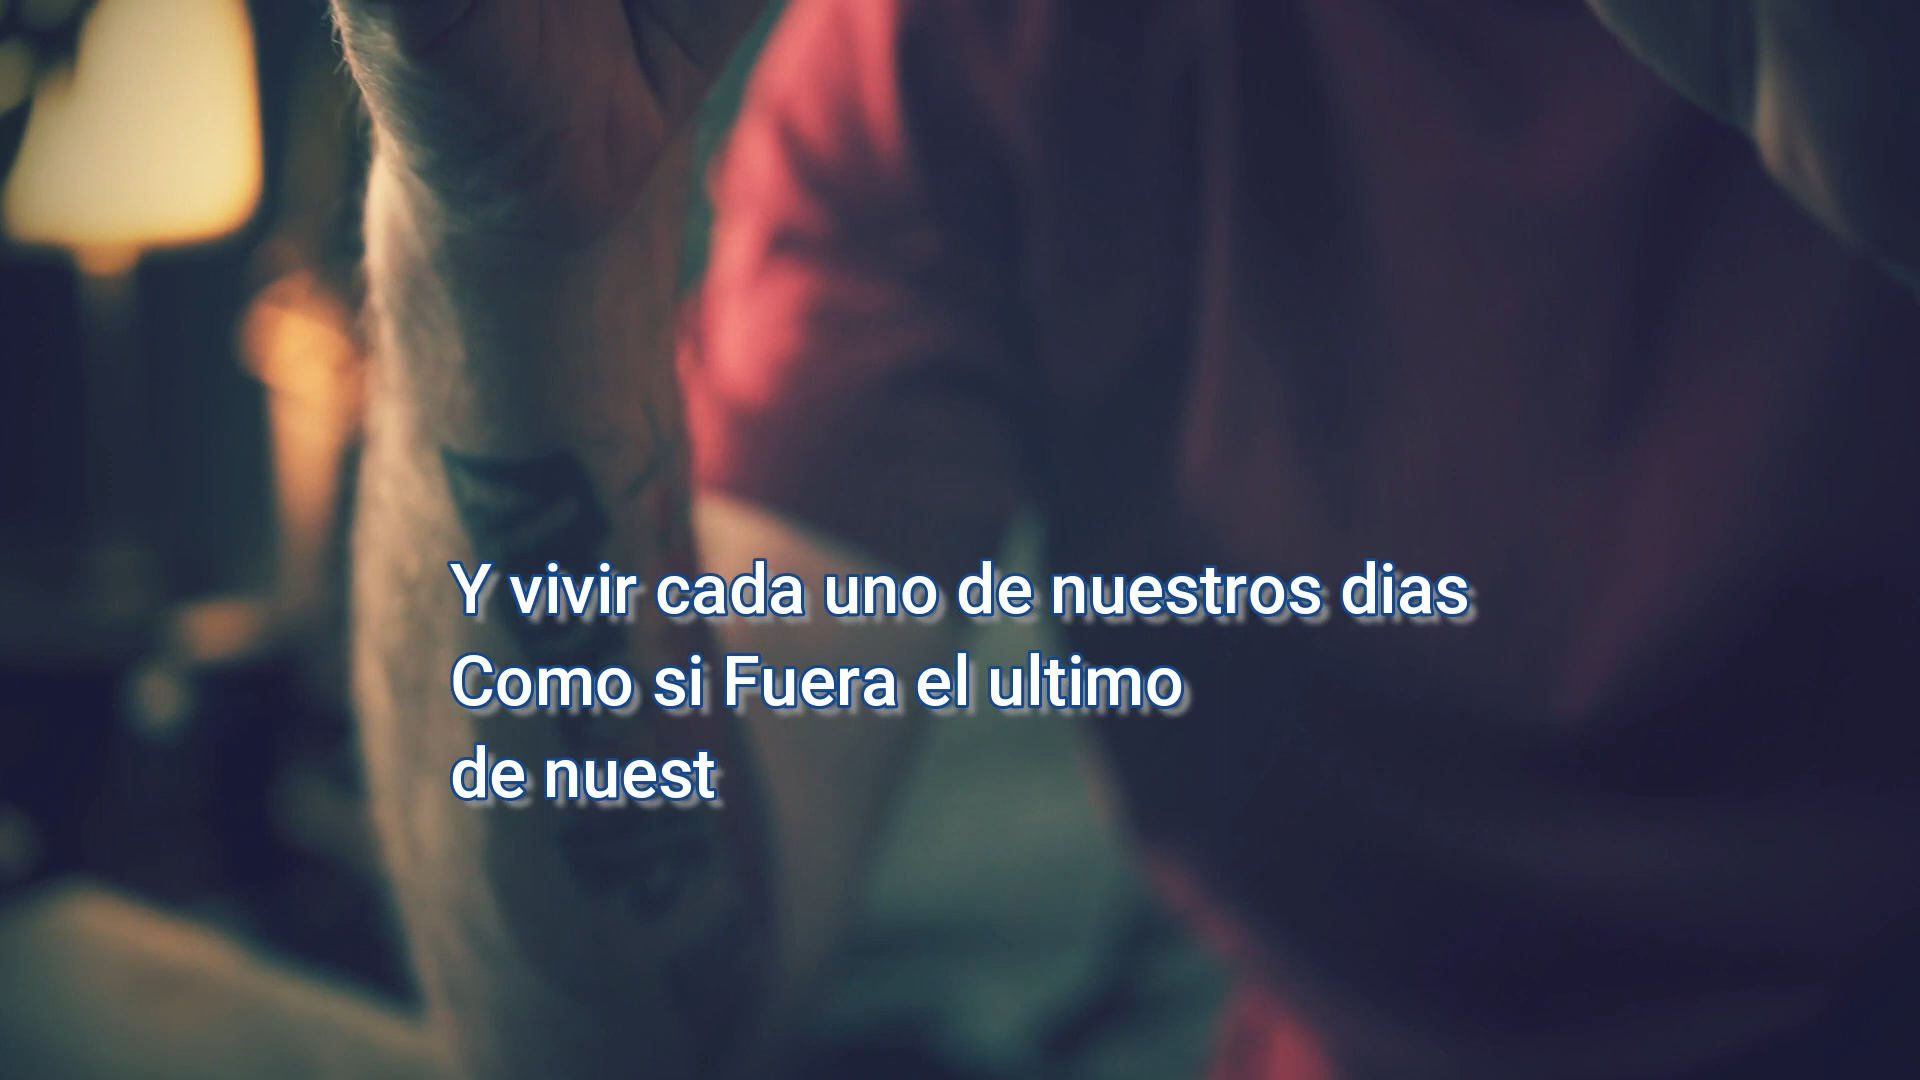 Y vivir cada uno de nuestros dias
Como si Fuera el ultimo
de nuest